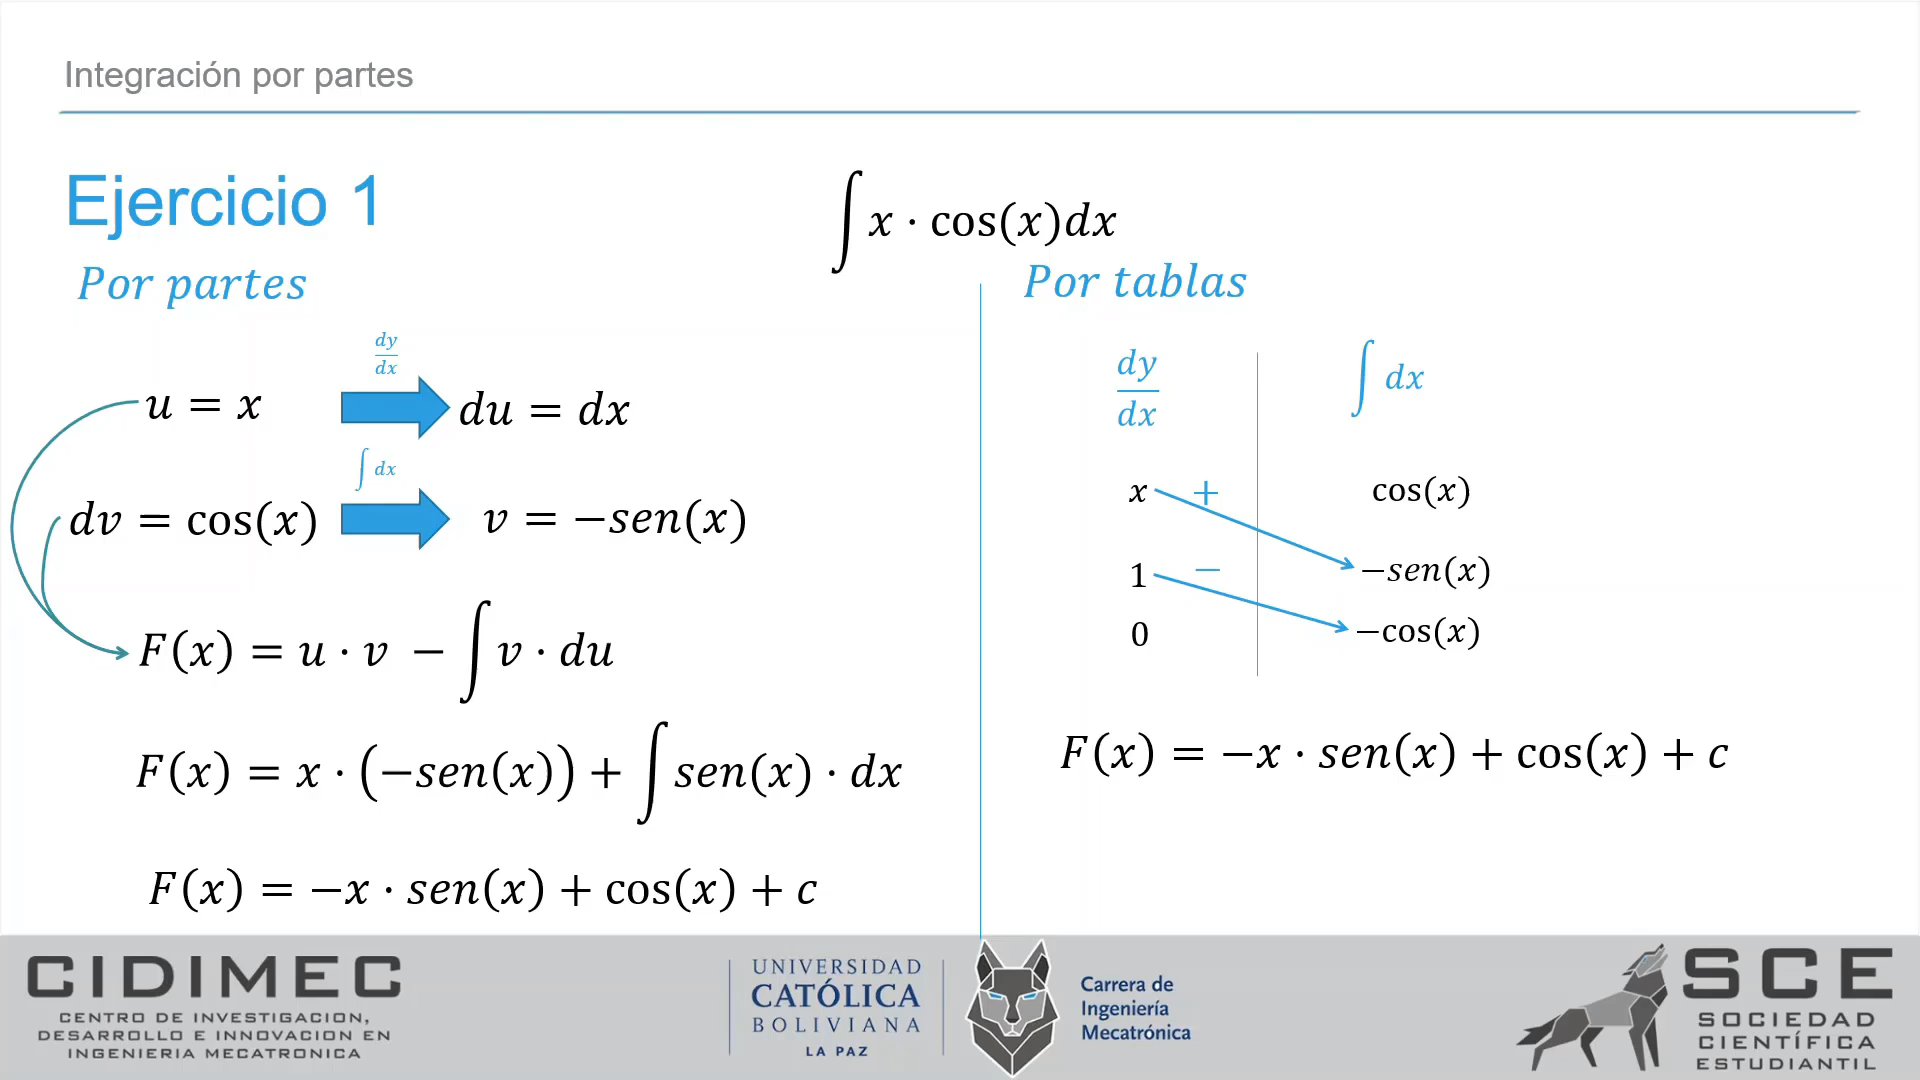 Integración por partes
Ejercicio 1
∫ x · cos(x)dx
Por partes
dy/dx
u = x
du = dx
∫ dx
dv = cos(x)
v = −sen(x)
F(x) = u · v − ∫ v · du
F(x) = x · (−sen(x)) + ∫ sen(x) · dx
F(x) = −x · sen(x) + cos(x) + c
Por tablas
dy/dx
∫ dx
x + cos(x)
1 − −sen(x)
0 −cos(x)
F(x) = −x · sen(x) + cos(x) + c
CIDIMEC
CENTRO DE INVESTIGACION,
DESARROLLO E INNOVACION EN
INGENIERIA MECATRONICA
UNIVERSIDAD
CATÓLICA
BOLIVIANA
LA PAZ
Carrera de
Ingeniería
Mecatrónica
SCE
SOCIEDAD
CIENTÍFICA
ESTUDIANTIL